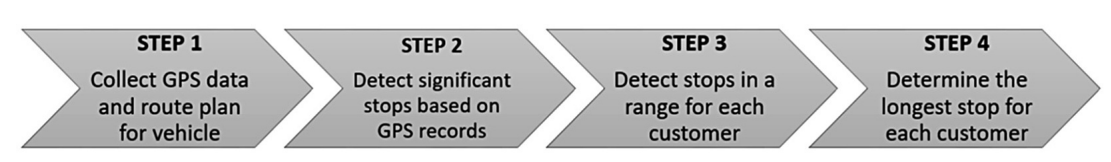 STEP 1
Collect GPS data
and route plan
for vehicle
STEP 2
Detect significant
stops based on
GPS records
STEP 3
Detect stops in a
range for each
customer
STEP 4
Determine the
longest stop for
each customer